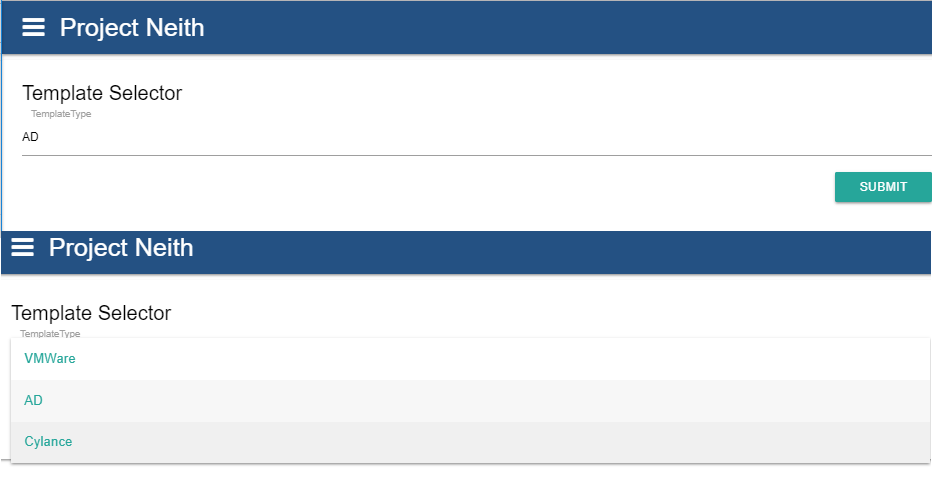 Project Neith
Template Selector
TemplateType
AD
SUBMIT
Project Neith
Template Selector
TemplateType
VMWare
AD
Cylance